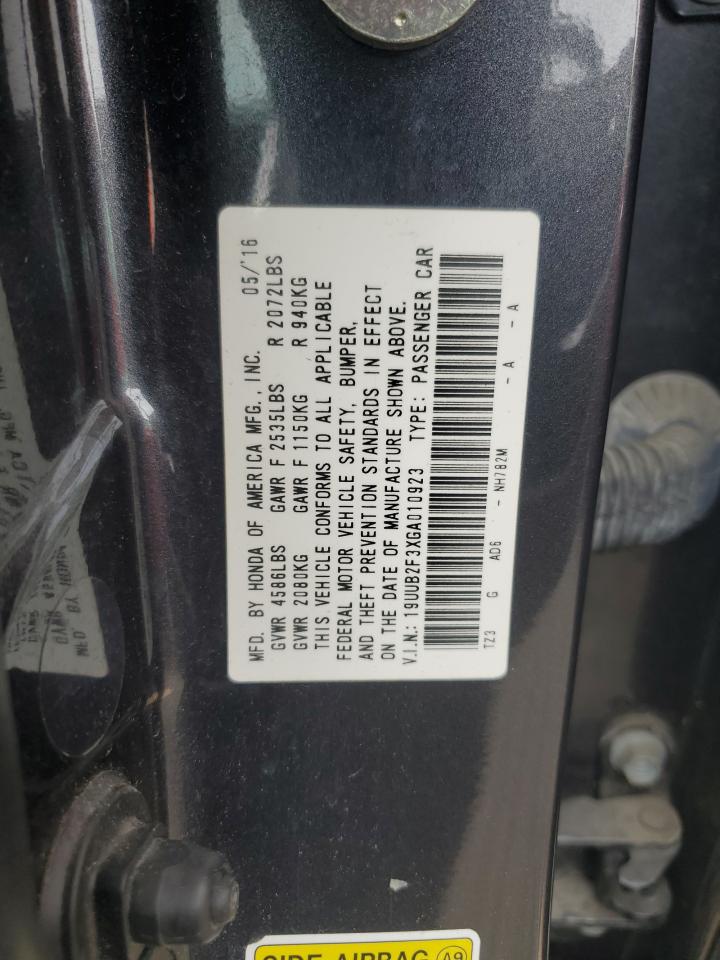 MFD. BY HONDA OF AMERICA MFG., INC. 05/'16
GVWR 4586LBS GAWR F 2535LBS R 2072LBS
GVWR 2080KG GAWR F 1150KG R 940KG
THIS VEHICLE CONFORMS TO ALL APPLICABLE
FEDERAL MOTOR VEHICLE SAFETY, BUMPER,
AND THEFT PREVENTION STANDARDS IN EFFECT
ON THE DATE OF MANUFACTURE SHOWN ABOVE.
V.I.N.: 19UUB2F3XGA010923 TYPE: PASSENGER CAR
TZ3 G AD6 - NH782M - A - A
SIDE AIRBAG A9